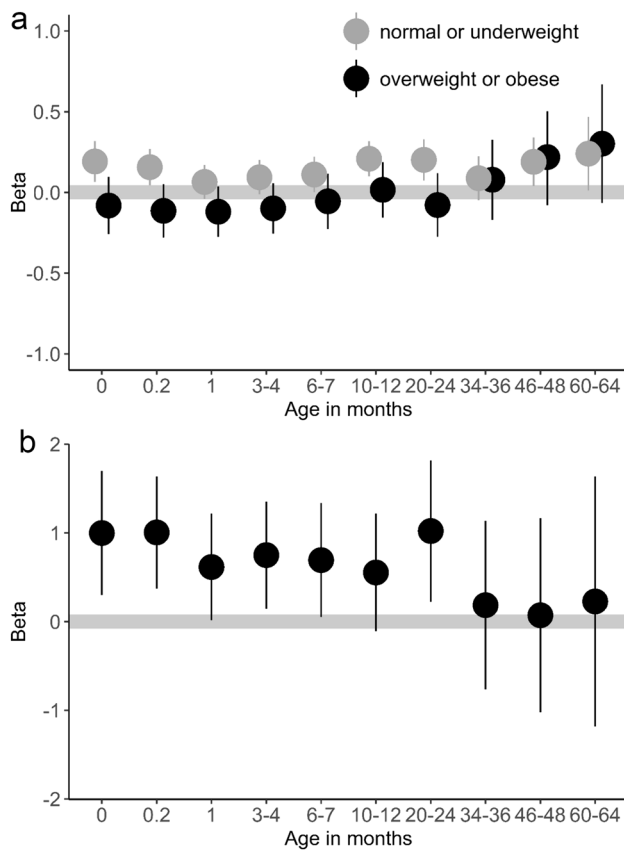 a
normal or underweight
overweight or obese
1.0
0.5
0.0
-0.5
-1.0
Beta
0 0.2 1 3-4 6-7 10-12 20-24 34-36 46-48 60-64
Age in months
b
2
1
0
-1
-2
Beta
0 0.2 1 3-4 6-7 10-12 20-24 34-36 46-48 60-64
Age in months